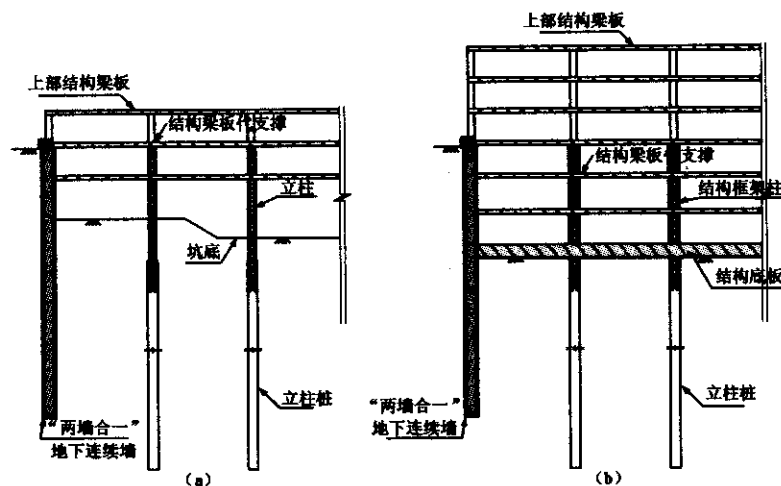 上部结构梁板
结构梁板代支撑
立柱
坑底
立柱桩
“两墙合一”
地下连续墙
（a）
上部结构梁板
结构梁板代支撑
结构框架柱
结构底板
立柱桩
“两墙合一”
地下连续墙
（b）